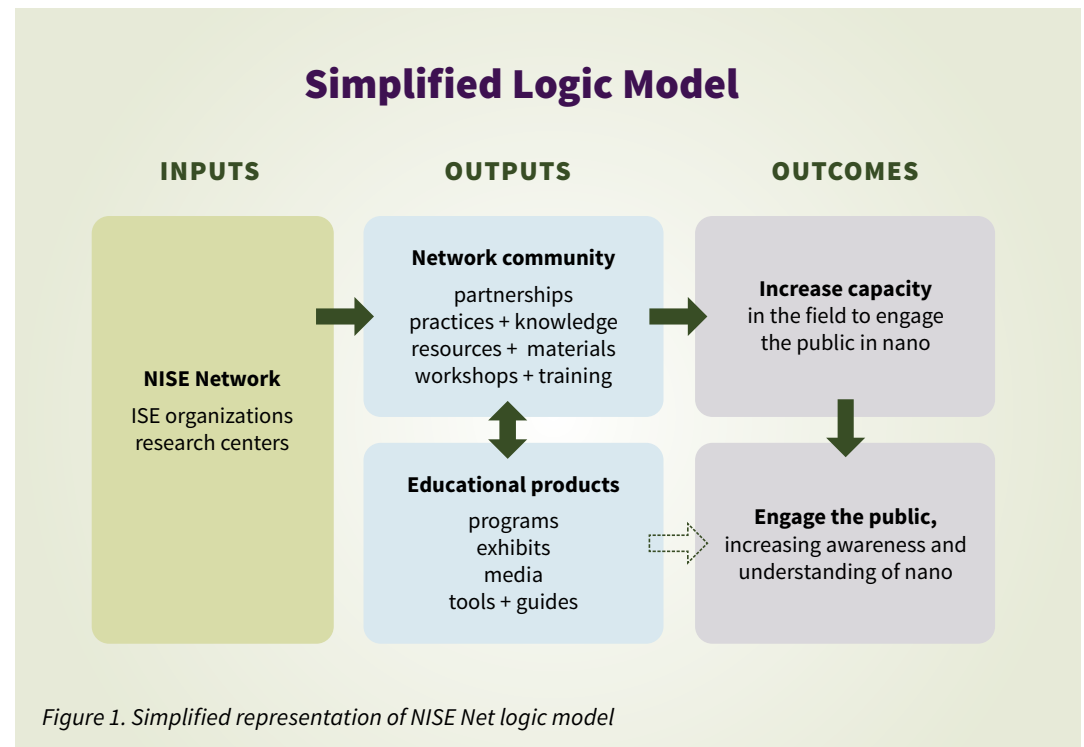 Simplified Logic Model
INPUTS
OUTPUTS
OUTCOMES
NISE Network
ISE organizations
research centers
Network community
partnerships
practices + knowledge
resources + materials
workshops + training
Educational products
programs
exhibits
media
tools + guides
Increase capacity
in the field to engage
the public in nano
Engage the public,
increasing awareness and
understanding of nano
Figure 1. Simplified representation of NISE Net logic model